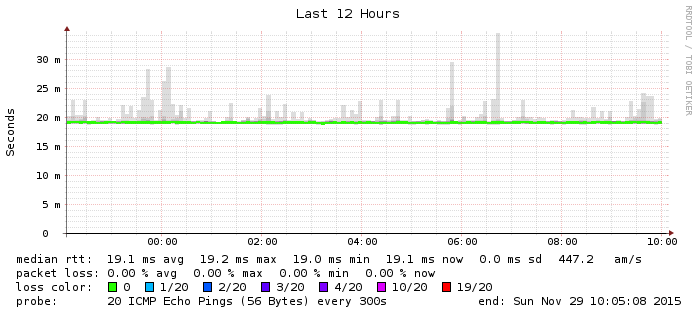 Last 12 Hours
RRDTOOL / TOBI OETIKER
Seconds
30 m
25 m
20 m
15 m
10 m
5 m
0
00:00 02:00 04:00 06:00 08:00 10:00
median rtt: 19.1 ms avg 19.2 ms max 19.0 ms min 19.1 ms now 0.0 ms sd 447.2 am/s
packet loss: 0.00 % avg 0.00 % max 0.00 % min 0.00 % now
loss color: 0 1/20 2/20 3/20 4/20 10/20 19/20
probe: 20 ICMP Echo Pings (56 Bytes) every 300s end: Sun Nov 29 10:05:08 2015